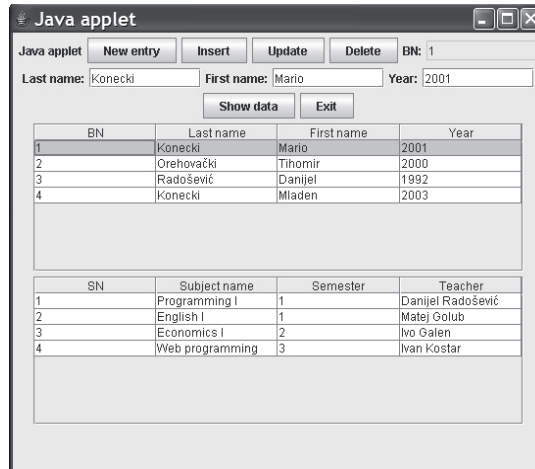 Java applet
Java applet New entry Insert Update Delete BN: 1
Last name: Konecki First name: Mario Year: 2001
Show data Exit
BN Last name First name Year
1 Konecki Mario 2001
2 Orehovački Tihomir 2000
3 Radošević Danijel 1992
4 Konecki Mladen 2003
SN Subject name Semester Teacher
1 Programming I 1 Danijel Radošević
2 English I 1 Matej Golub
3 Economics I 2 Ivo Galen
4 Web programming 3 Ivan Kostar